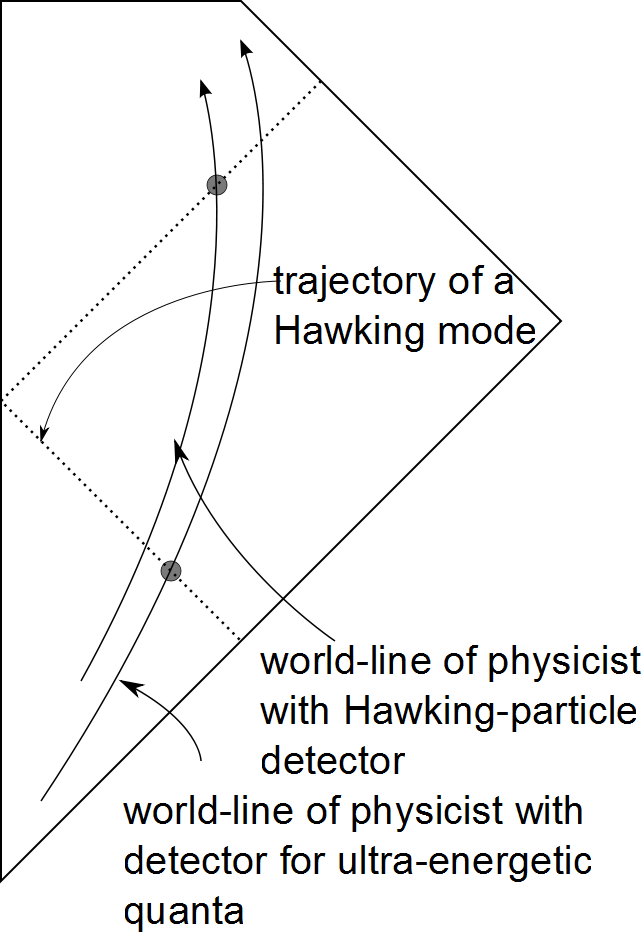 trajectory of a
Hawking mode
world-line of physicist
with Hawking-particle
detector
world-line of physicist with
detector for ultra-energetic
quanta